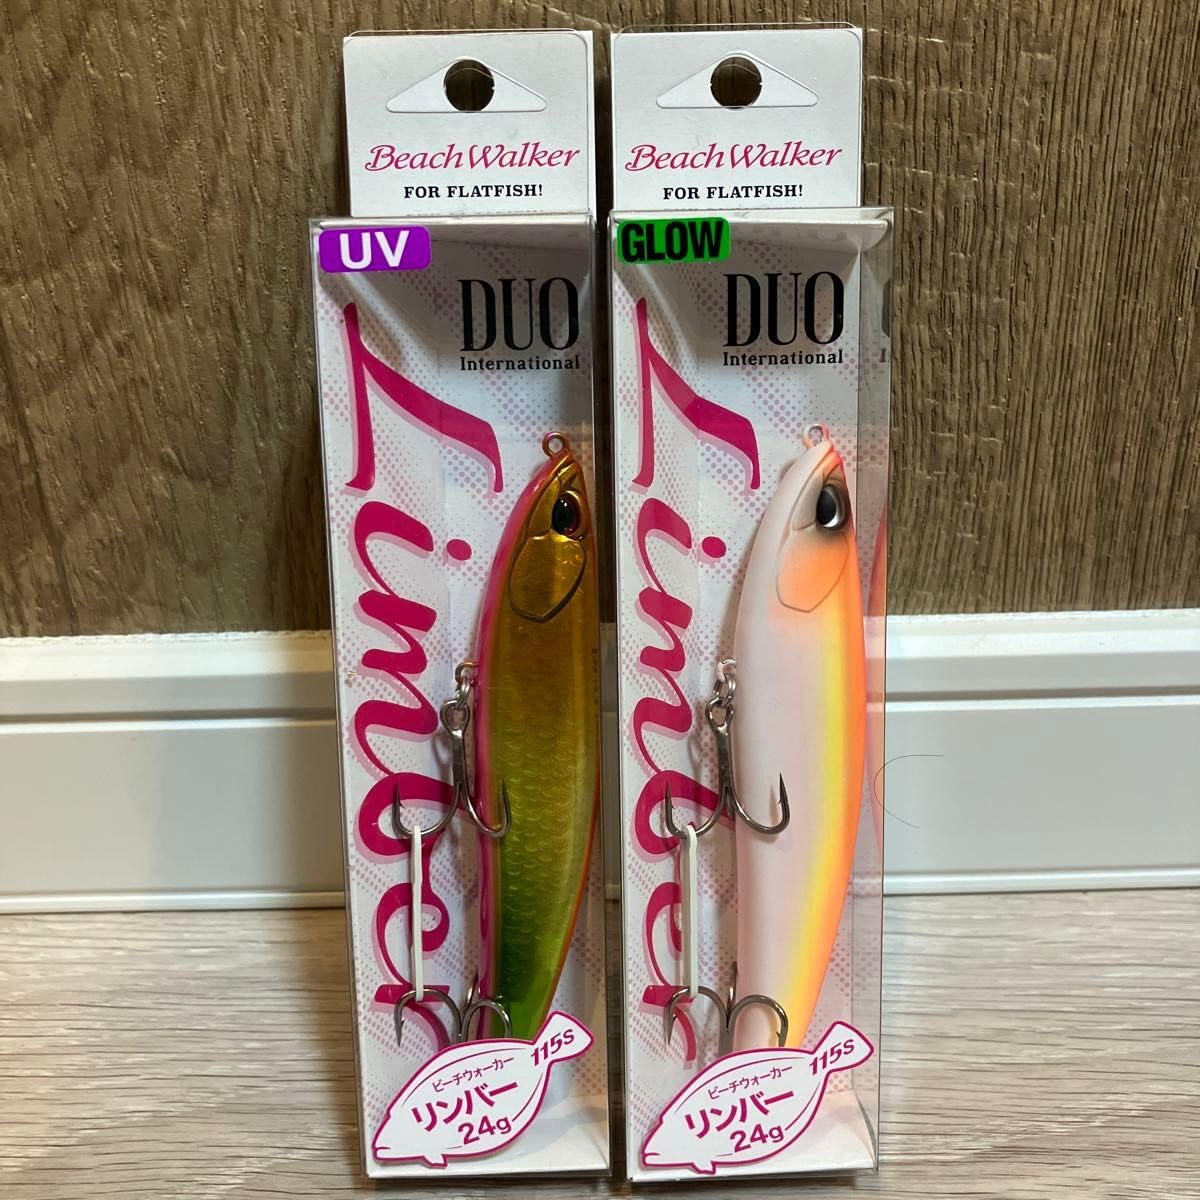 Beach Walker
FOR FLATFISH!
UV
DUO
International
Limber
ビーチウォーカー
リンバー
115S
24g
Beach Walker
FOR FLATFISH!
GLOW
DUO
International
Limber
ビーチウォーカー
リンバー
115S
24g